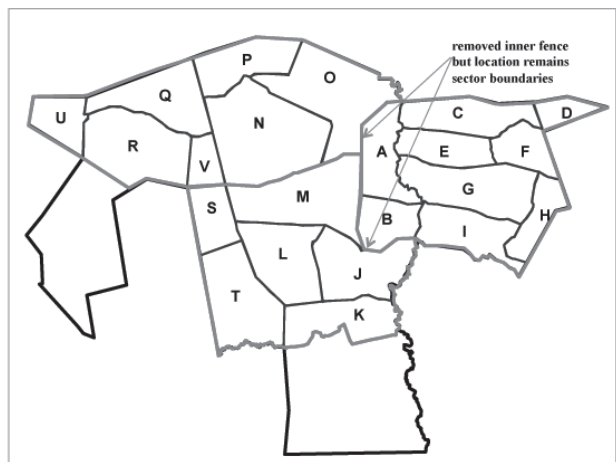 removed inner fence
but location remains
sector boundaries
P
O
C
D
U
Q
N
A
E
F
R
V
G
S
M
B
H
I
L
J
T
K